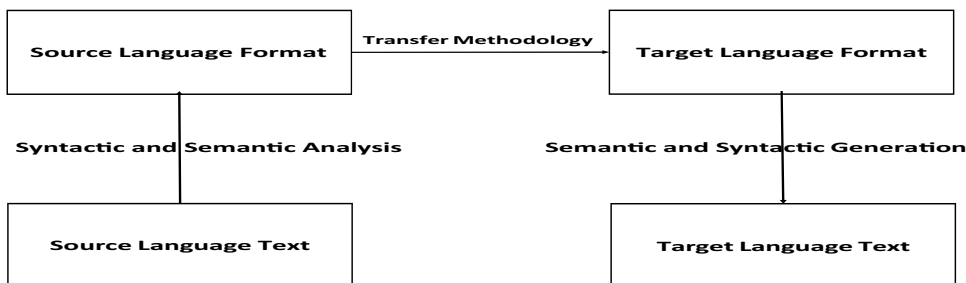 Source Language Format
Transfer Methodology
Target Language Format
Syntactic and Semantic Analysis
Semantic and Syntactic Generation
Source Language Text
Target Language Text